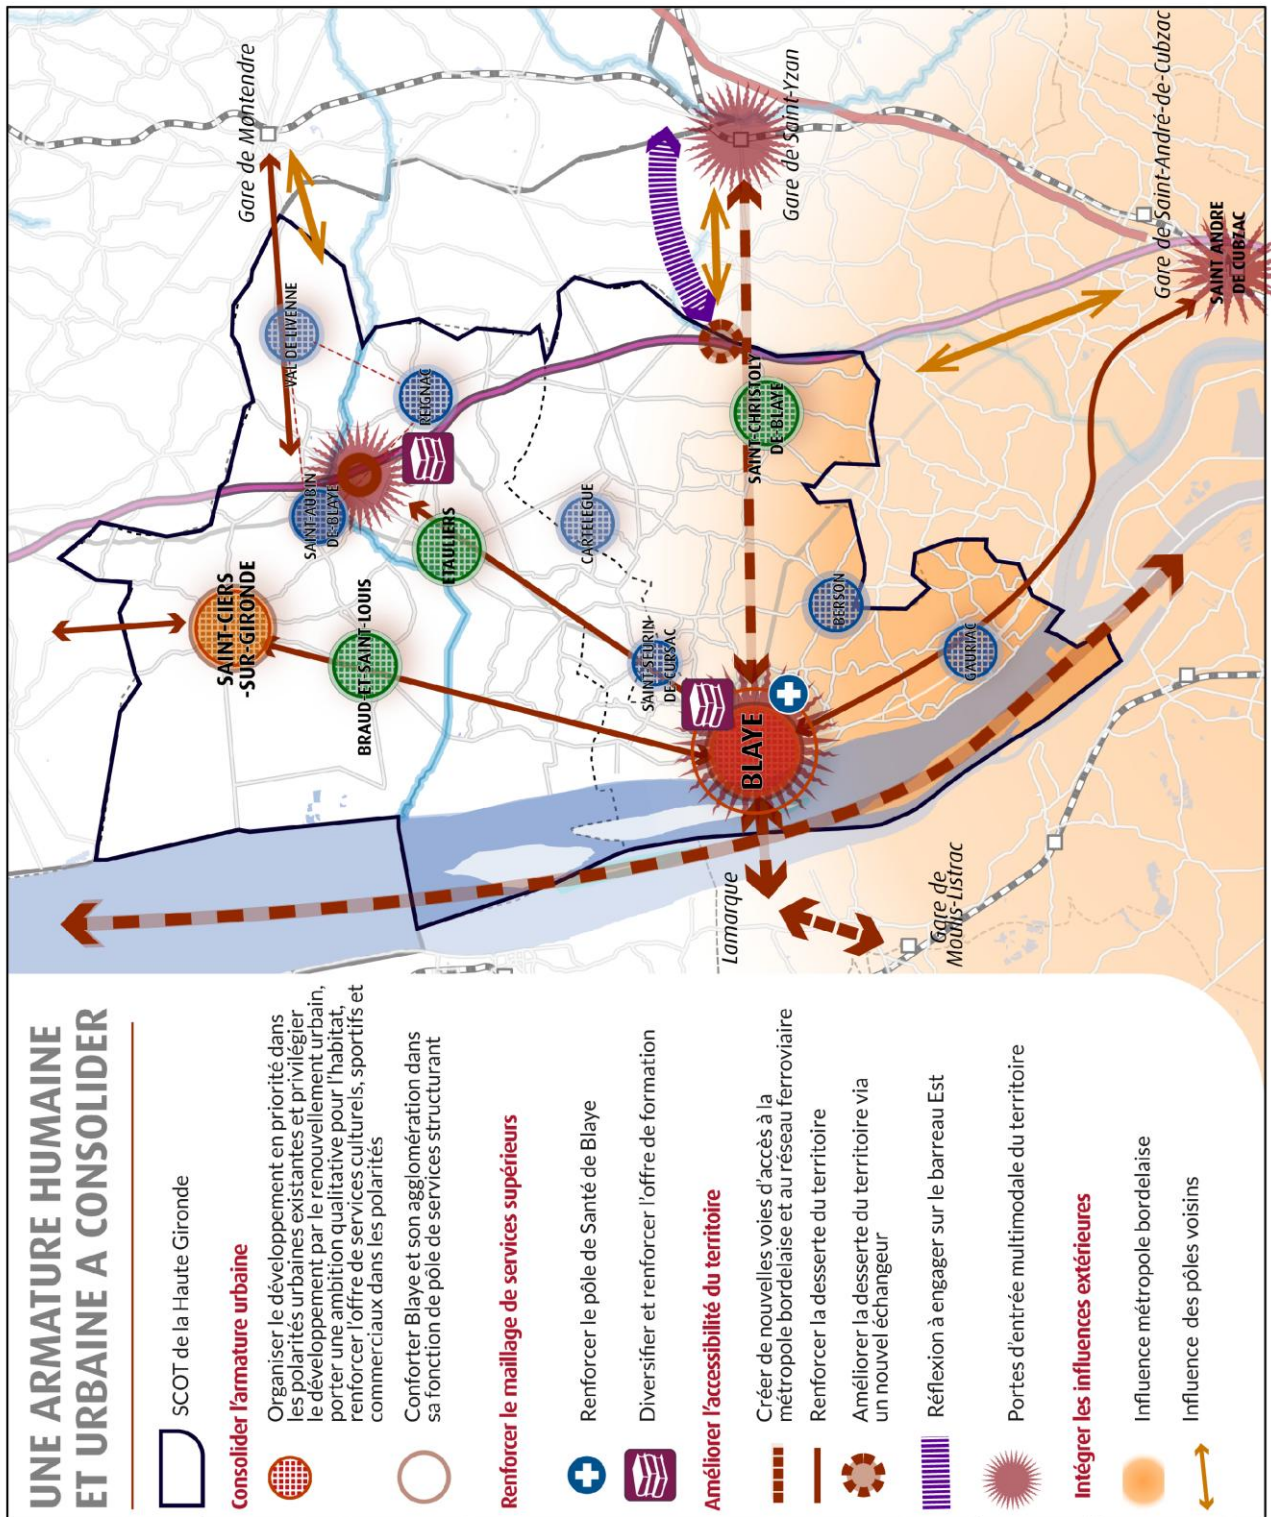 UNE ARMATURE HUMAINE
ET URBAINE A CONSOLIDER
SCOT de la Haute Gironde
Consolider l'armature urbaine
Organiser le développement en priorité dans
les polarités urbaines existantes et privilégier
le développement par le renouvellement urbain,
porter une ambition qualitative pour l'habitat,
renforcer l'offre de services culturels, sportifs et
commerciaux dans les polarités
Conforter Blaye et son agglomération dans
sa fonction de pôle de services structurant
Renforcer le maillage de services supérieurs
Renforcer le pôle de Santé de Blaye
Diversifier et renforcer l'offre de formation
Améliorer l'accessibilité du territoire
Créer de nouvelles voies d'accès à la
métropole bordelaise et au réseau ferroviaire
Renforcer la desserte du territoire
Améliorer la desserte du territoire via
un nouvel échangeur
Réflexion à engager sur le barreau Est
Portes d'entrée multimodale du territoire
Intégrer les influences extérieures
Influence métropole bordelaise
Influence des pôles voisins
Gare de Montendre
VAL-DE-LIVENNE
SAINT-CIERS
-SUR-GIRONDE
SAINT-AUBIN
DE-BLAYE
REIGNAC
BRAUD-ET-SAINT-LOUIS
ETAULIERS
CARTELEGUE
SAINT-SEURIN
DE-CURSAC
BLAYE
SAINT-CHRISTOLY
DE-BLAYE
Gare de Saint-Yzan
BERSON
GAURIAC
Lamarque
Gare de
Moulis-Listrac
Gare de Saint-André-de-Cubzac
SAINT ANDRE
DE CUBZAC